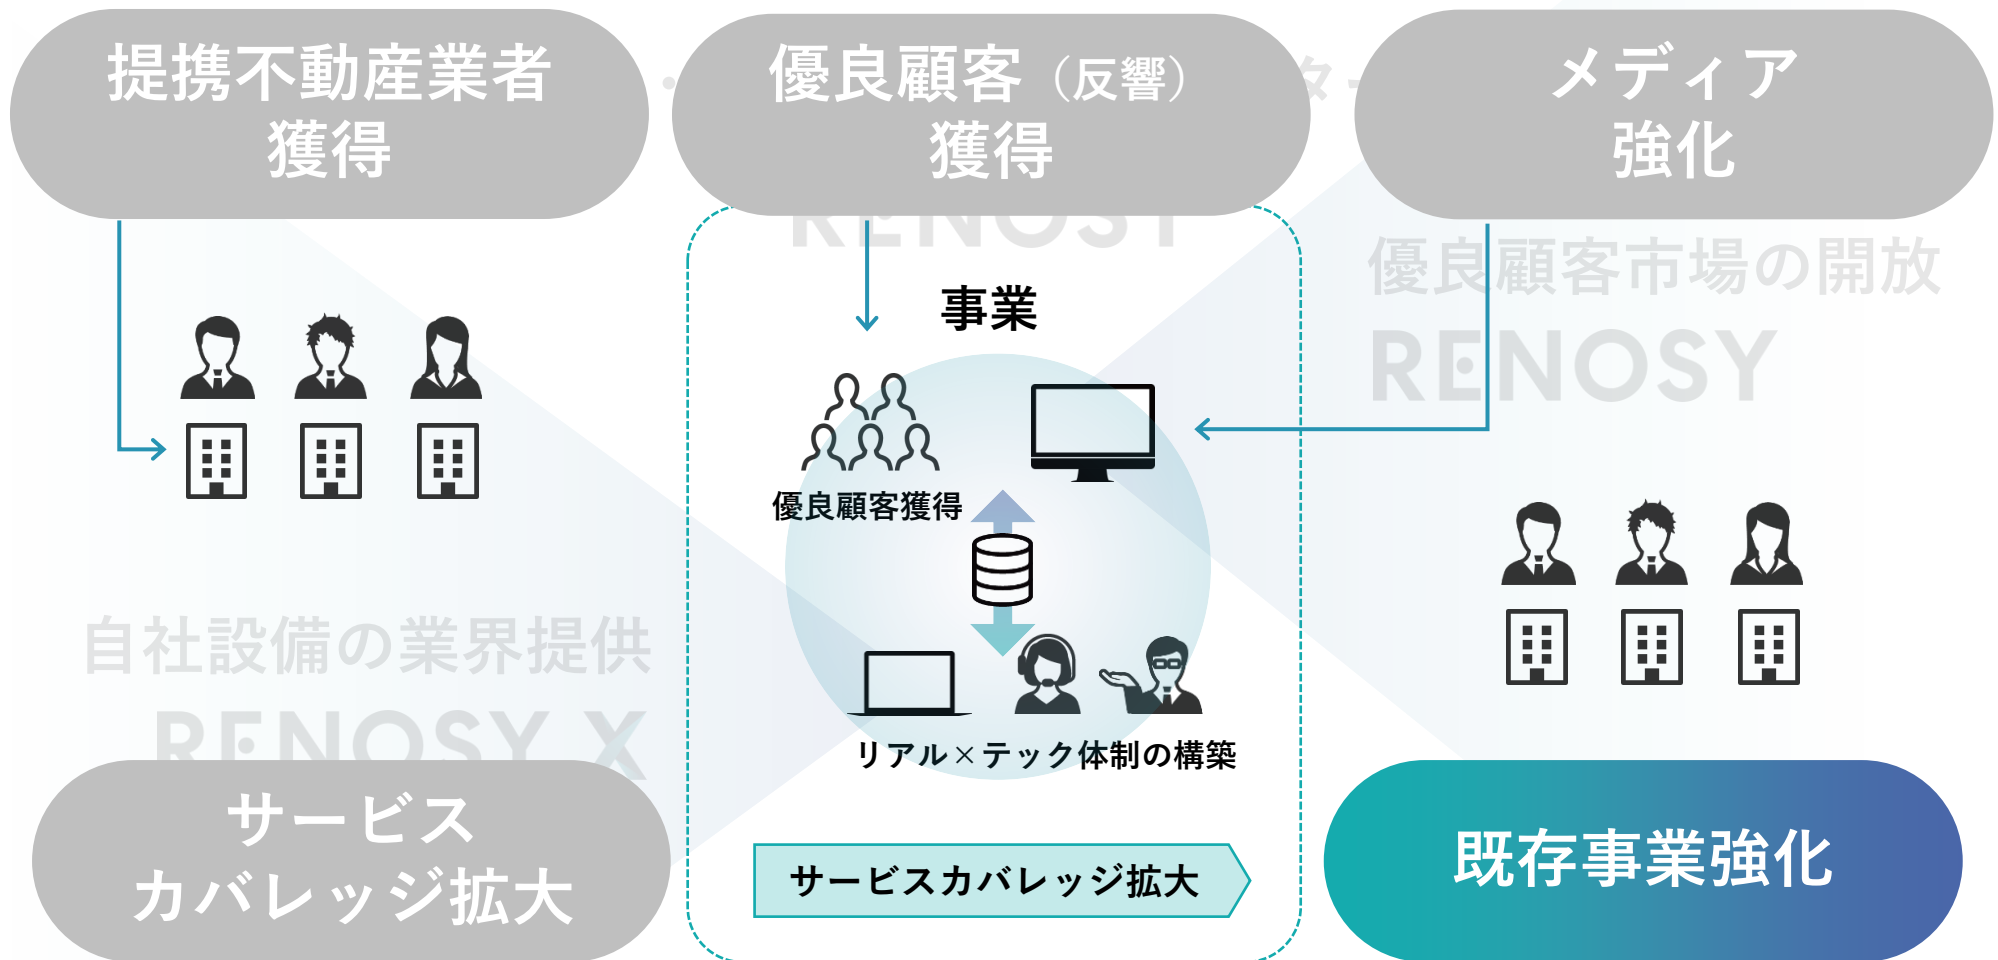 提携不動産業者
獲得
優良顧客（反響）
獲得
メディア
強化
RENOSY
事業
優良顧客市場の開放
RENOSY
優良顧客獲得
自社設備の業界提供
RENOSY X
リアル×テック体制の構築
サービス
カバレッジ拡大
サービスカバレッジ拡大
既存事業強化